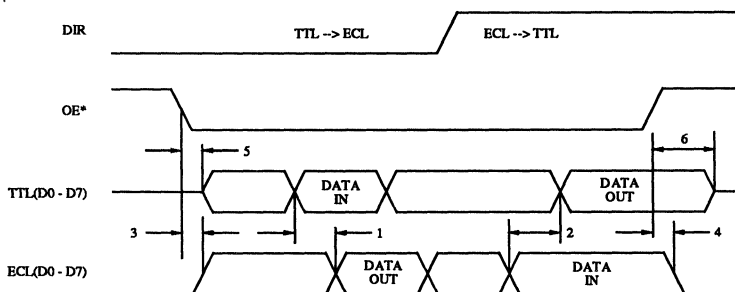 DIR
TTL --> ECL
ECL --> TTL
OE*
6
5
TTL(D0 - D7)
DATA
IN
DATA
OUT
3
1
2
4
ECL(D0 - D7)
DATA
OUT
DATA
IN